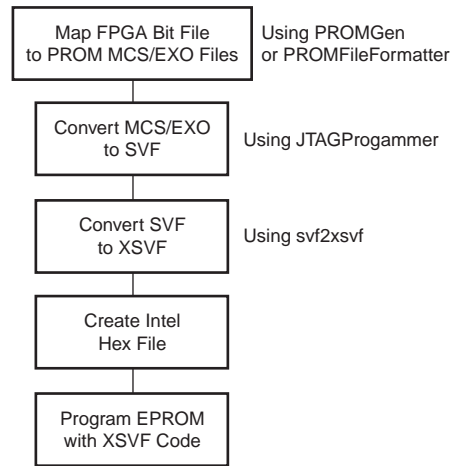 Map FPGA Bit File
to PROM MCS/EXO Files
Using PROMGen
or PROMFileFormatter
Convert MCS/EXO
to SVF
Using JTAGProgammer
Convert SVF
to XSVF
Using svf2xsvf
Create Intel
Hex File
Program EPROM
with XSVF Code